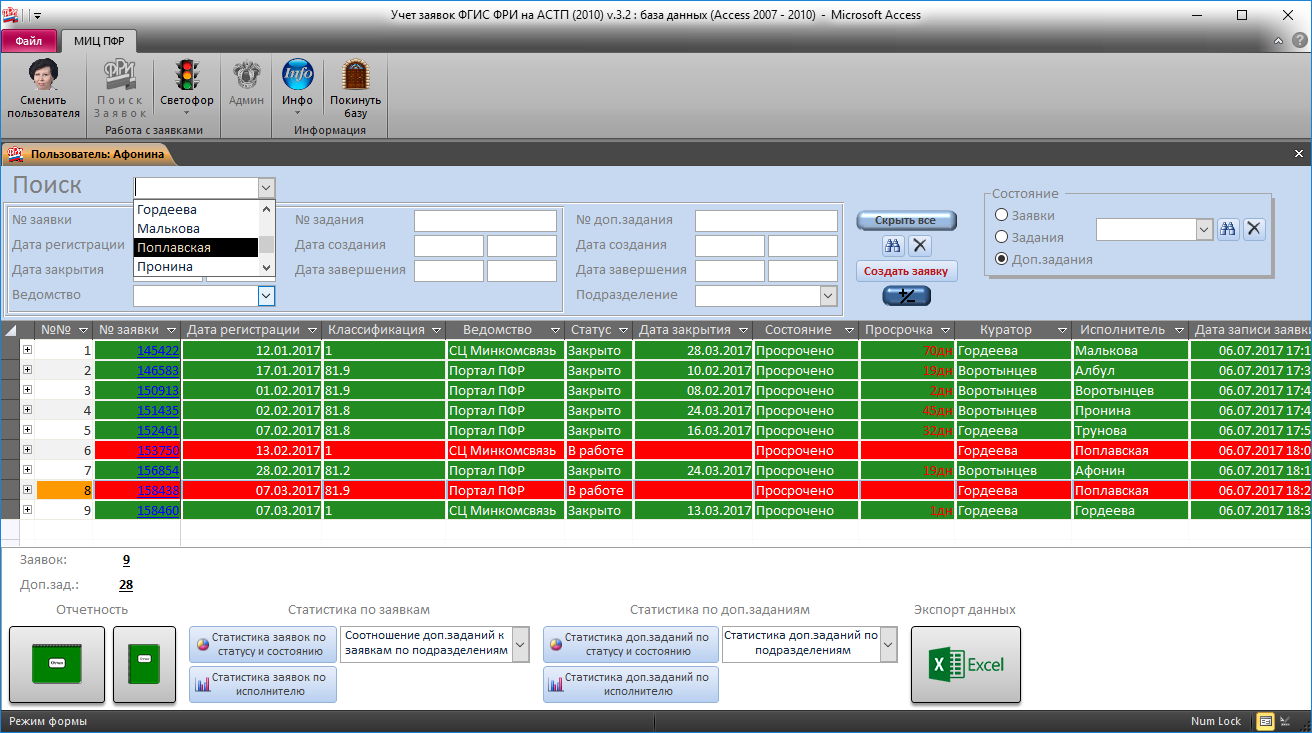 Учет заявок ФГИС ФРИ на АСТП (2010) v.3.2 : база данных (Access 2007 - 2010) - Microsoft Access
Файл МИЦ ПФР
Сменить пользователя
Поиск Заявок
Светофор
Админ
Инфо
Покинуть базу
Работа с заявками
Информация
Пользователь: Афонина
Поиск
Гордеева
Малькова
Поплавская
Пронина
№ заявки
Дата регистрации
Дата закрытия
Ведомство
№ задания
Дата создания
Дата завершения
№ доп.задания
Дата создания
Дата завершения
Подразделение
Скрыть все
Создать заявку
+/-
Состояние
Заявки
Задания
Доп.задания
№№ № заявки Дата регистрации Классификация Ведомство Статус Дата закрытия Состояние Просрочка Куратор Исполнитель Дата записи заявки
1 145422 12.01.2017 1 СЦ Минкомсвязь Закрыто 28.03.2017 Просрочено 70дн Гордеева Малькова 06.07.2017 17:1
2 146583 17.01.2017 81.9 Портал ПФР Закрыто 10.02.2017 Просрочено 19дн Воротынцев Албул 06.07.2017 17:3
3 150913 01.02.2017 81.9 Портал ПФР Закрыто 08.02.2017 Просрочено 2дн Воротынцев Воротынцев 06.07.2017 17:4
4 151435 02.02.2017 81.8 Портал ПФР Закрыто 24.03.2017 Просрочено 45дн Воротынцев Пронина 06.07.2017 17:4
5 152461 07.02.2017 81.8 Портал ПФР Закрыто 16.03.2017 Просрочено 32дн Гордеева Трунова 06.07.2017 17:5
6 153750 13.02.2017 1 СЦ Минкомсвязь В работе Просрочено Гордеева Поплавская 06.07.2017 18:0
7 156854 28.02.2017 81.2 Портал ПФР Закрыто 24.03.2017 Просрочено 19дн Воротынцев Афонин 06.07.2017 18:1
8 158438 07.03.2017 81.9 Портал ПФР В работе Просрочено Гордеева Поплавская 06.07.2017 18:2
9 158460 07.03.2017 1 СЦ Минкомсвязь Закрыто 13.03.2017 Просрочено 1дн Гордеева Гордеева 06.07.2017 18:3
Заявок: 9
Доп.зад.: 28
Отчетность
Статистика по заявкам
Статистика по доп.заданиям
Экспорт данных
Статистика заявок по
статусу и состоянию
Соотношение доп.заданий к
заявкам по подразделениям
Статистика доп.заданий по
статусу и состоянию
Статистика доп.заданий по
подразделениям
Статистика заявок по
исполнителю
Статистика доп.заданий по
исполнителю
Excel
Режим формы
Num Lock